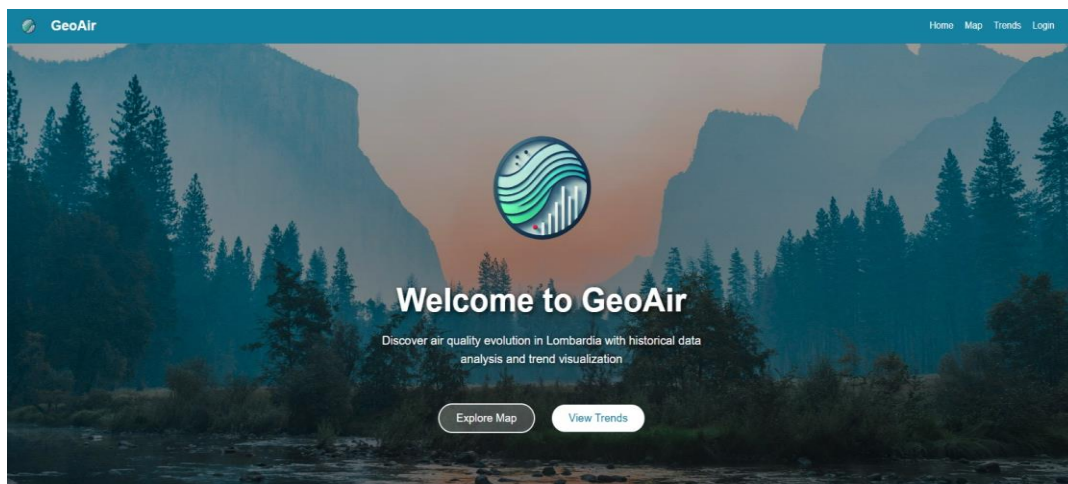 GeoAir
Home Map Trends Login
Welcome to GeoAir
Discover air quality evolution in Lombardia with historical data
analysis and trend visualization
Explore Map
View Trends